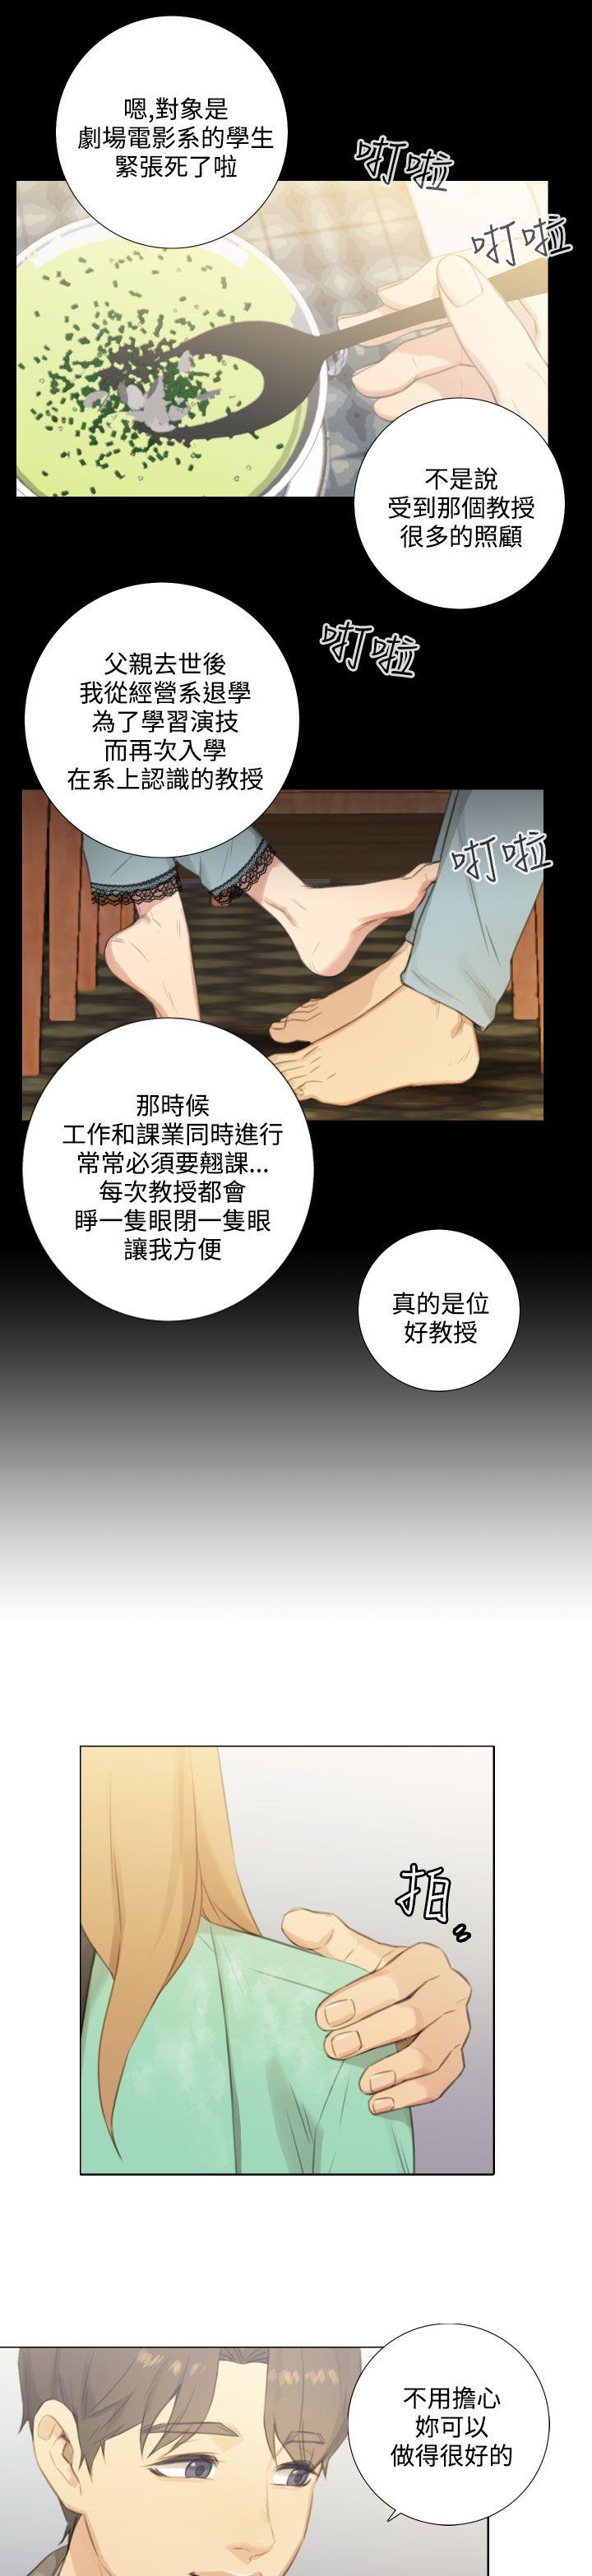 嗯,對象是
劇場電影系的學生
緊張死了啦
叮啦
叮啦
不是說
受到那個教授
很多的照顧
叮啦
父親去世後
我從經營系退學
為了學習演技
而再次入學
在系上認識的教授
叮啦
那時候
工作和課業同時進行
常常必須要翹課...
每次教授都會
睜一隻眼閉一隻眼
讓我方便
真的是位
好教授
拍
不用擔心
妳可以
做得很好的